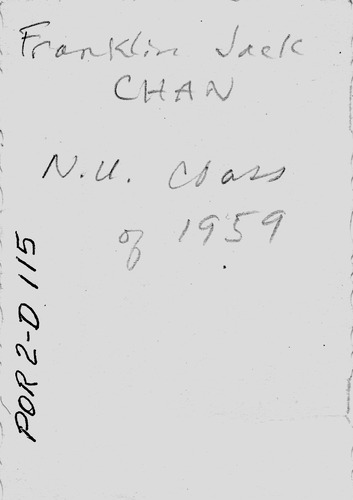 Franklin Jack
CHAN
N.U. Class
of 1959
POR 2-D 115